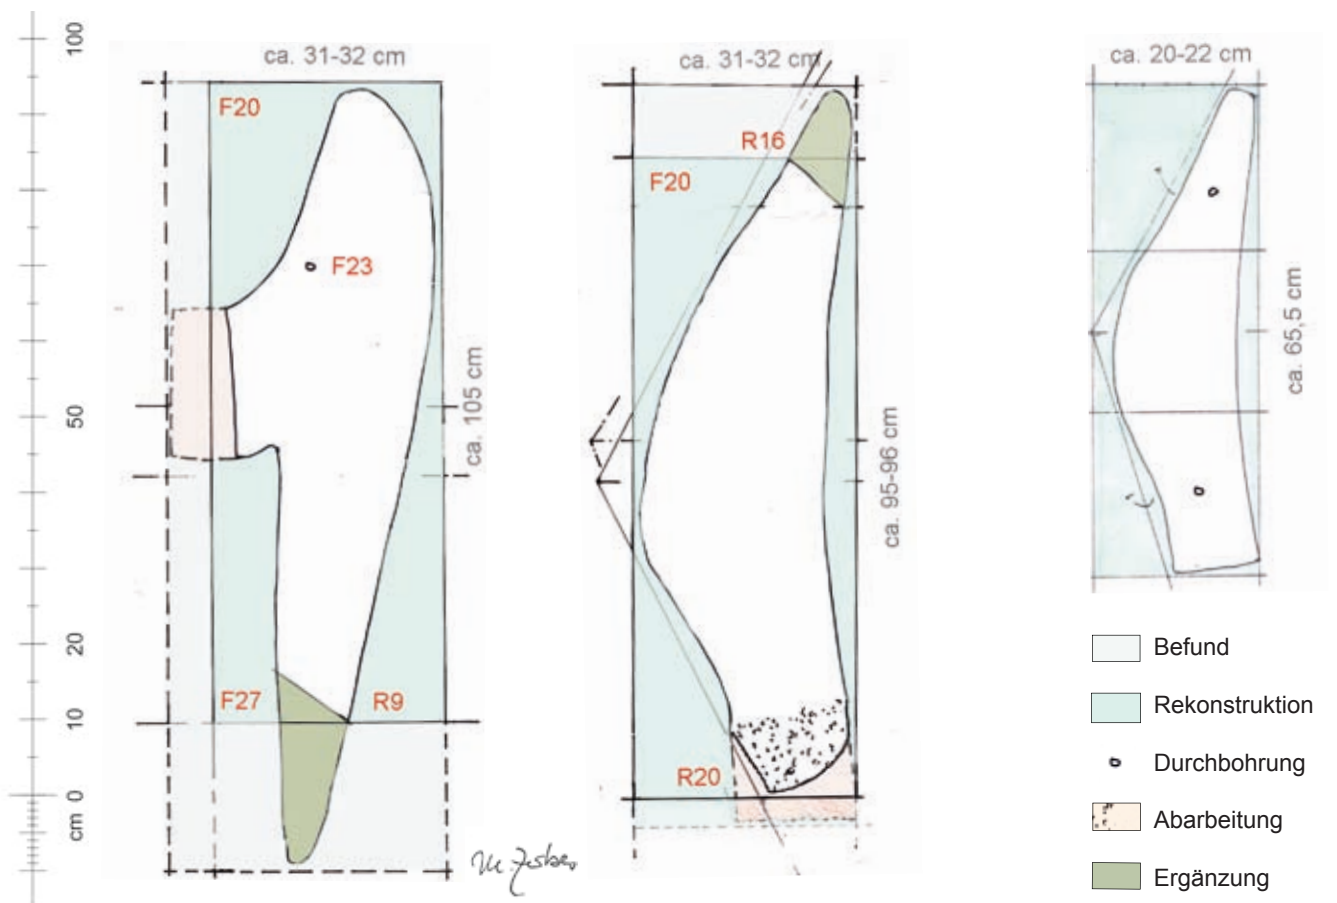 100
50
20
10
0
cm
ca. 31-32 cm
F20
F23
ca. 105 cm
F27
R9
ca. 31-32 cm
R16
F20
ca. 95-96 cm
R20
ca. 20-22 cm
ca. 65,5 cm
Befund
Rekonstruktion
Durchbohrung
Abarbeitung
Ergänzung